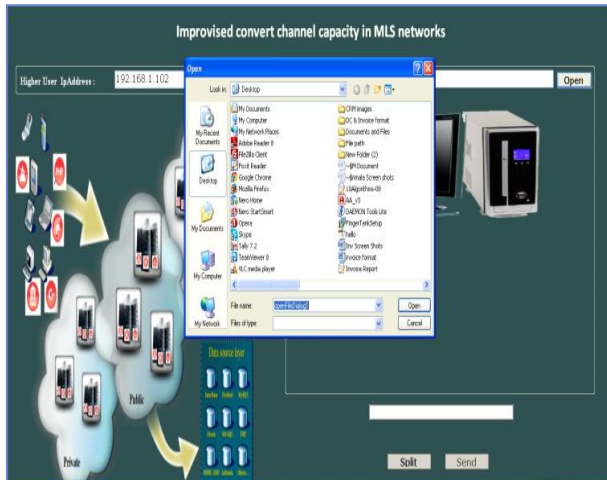 Improvised convert channel capacity in MLS networks
Higher User IpAddress :
192.168.1.102
Open
Open
Look in:
Desktop
My Recent Documents
Desktop
My Documents
My Computer
My Network
My Documents
My Computer
My Network Places
Adobe Reader 8
FileZilla Client
Foxit Reader
Google Chrome
Mozilla Firefox
Nero Home
Nero StartSmart
Opera
Skype
Tally 7.2
TeamViewer 8
VLC media player
CRM images
DC & Invoice format
Documents and Files
File path
New Folder (2)
10Algorithm-08
AA_v3
DAEMON Tools Lite
FingerTankSetup
hello
Inv Screen Shots
Invoice format
Invoice Report
File name:
openFileDialog1
Open
Files of type:
Cancel
Data source layer
Public
Private
Split
Send